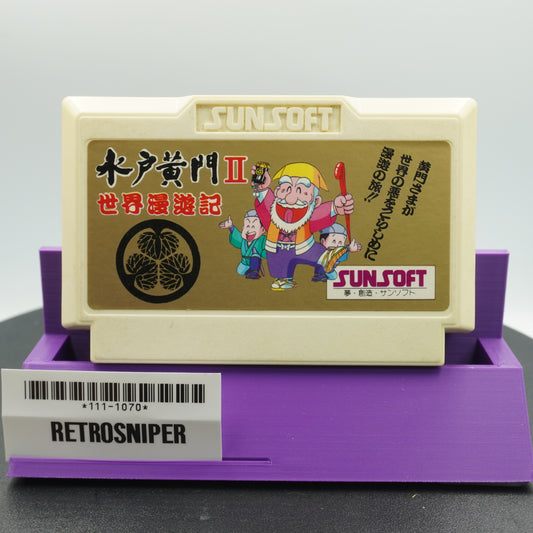 SUNSOFT
水戸黄門II
世界漫遊記
黄門さまが
世界の悪をこらしめに
漫遊の旅!!
SUNSOFT
夢・創造・サンソフト
*111-1070*
RETROSNIPER